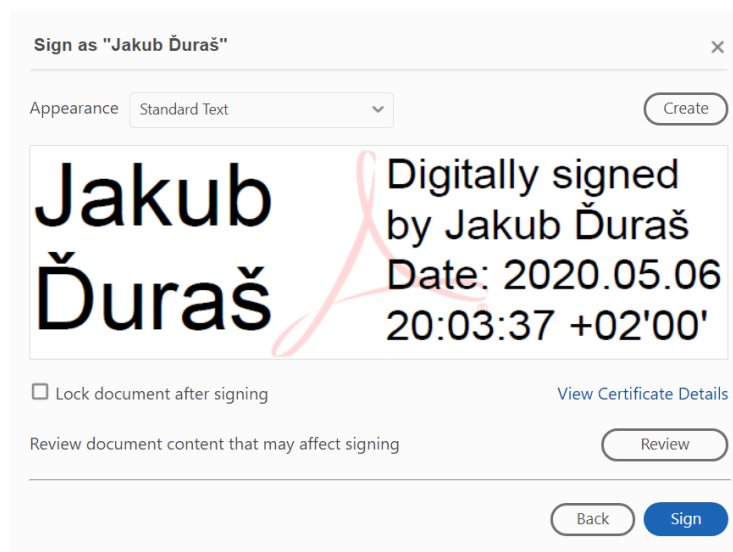 Sign as "Jakub Ďuraš"
Appearance Standard Text Create
Jakub
Ďuraš
Digitally signed
by Jakub Ďuraš
Date: 2020.05.06
20:03:37 +02'00'
Lock document after signing View Certificate Details
Review document content that may affect signing Review
Back Sign